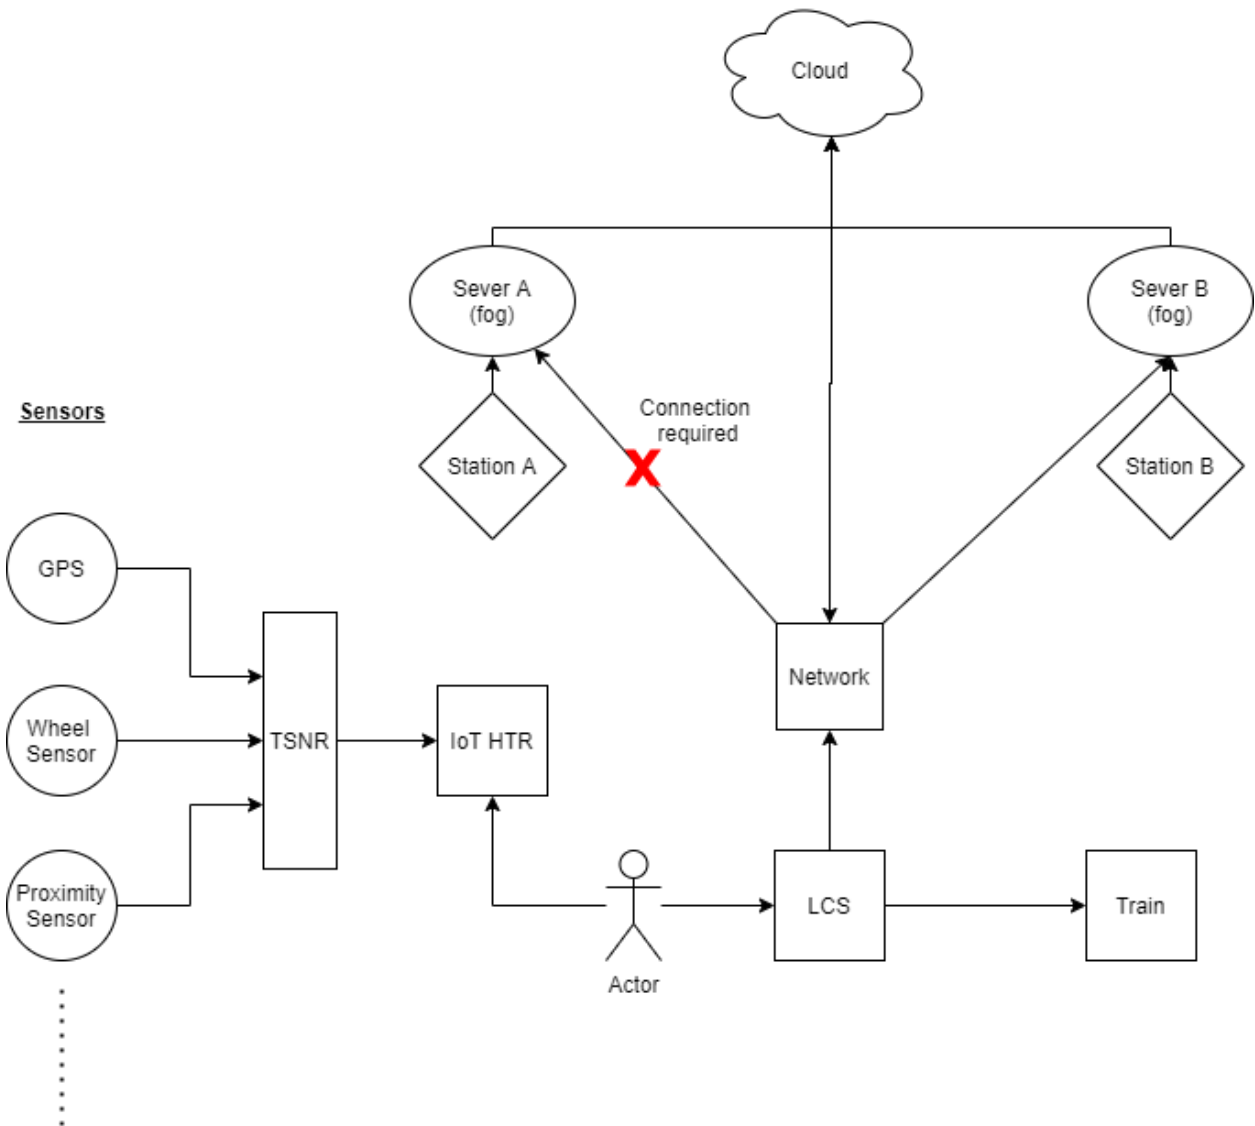 Cloud
Sever A
(fog)
Sever B
(fog)
Connection
required
Sensors
Station A
Station B
X
GPS
Network
Wheel
Sensor
TSNR
IoT HTR
Proximity
Sensor
LCS
Train
Actor